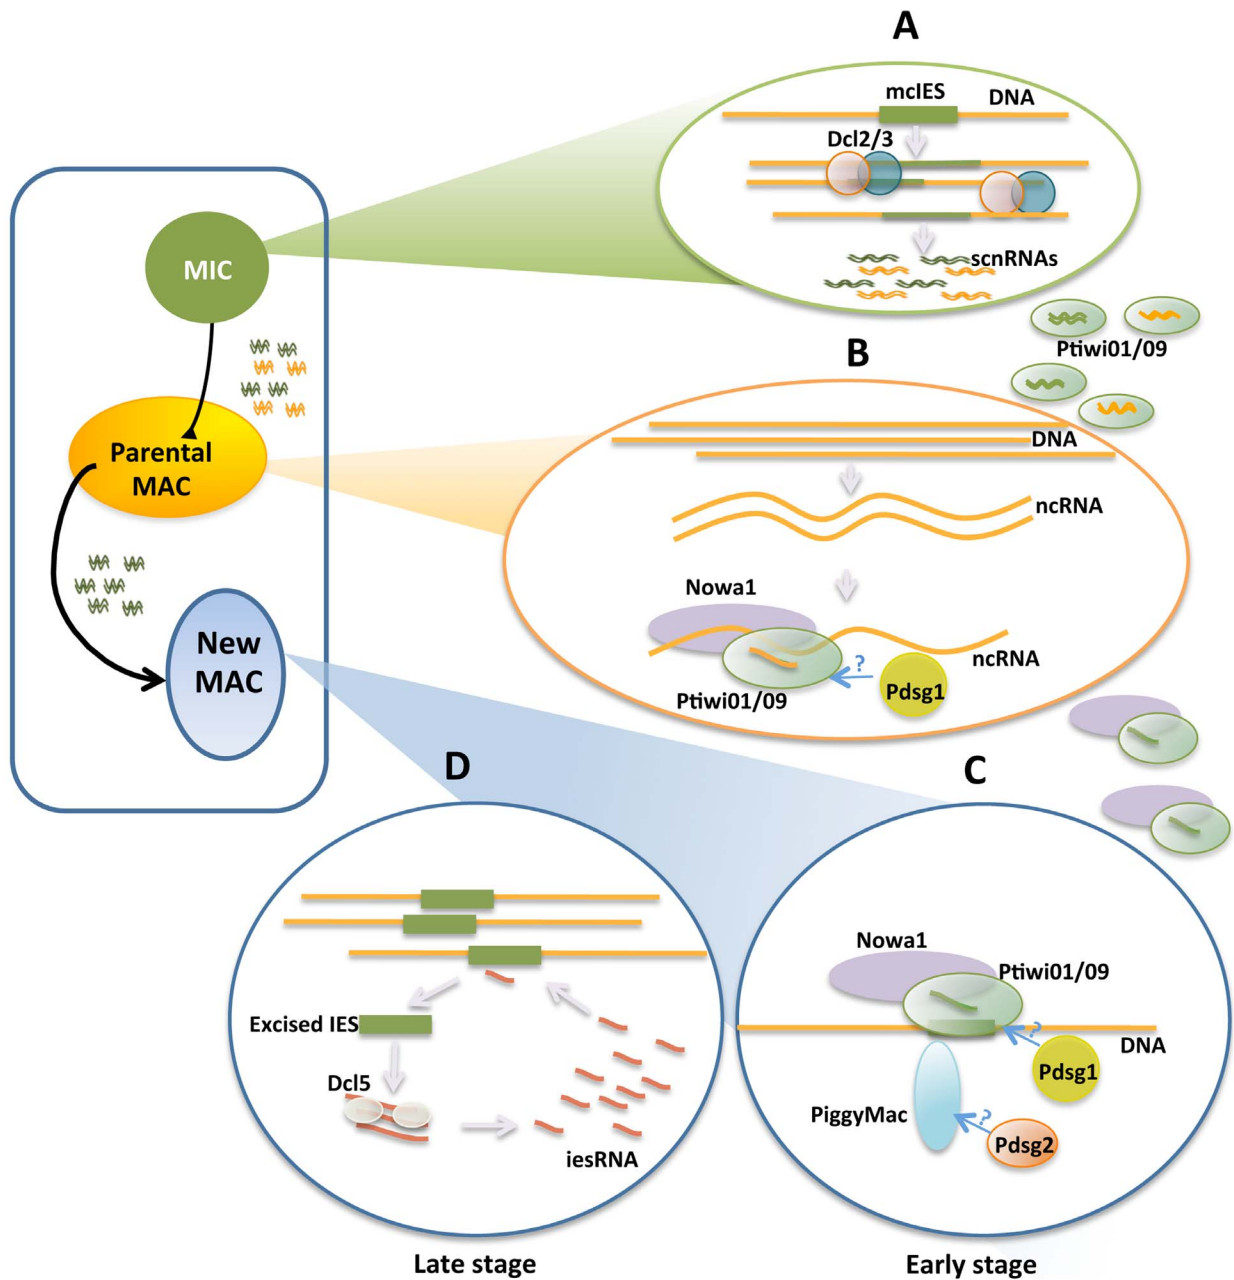 A
mcIES
DNA
Dcl2/3
scnRNAs
MIC
Ptiwi01/09
B
Parental
MAC
DNA
ncRNA
Nowa1
ncRNA
Ptiwi01/09
?
Pdsg1
New
MAC
D
C
Nowa1
Ptiwi01/09
?
DNA
Pdsg1
PiggyMac
?
Pdsg2
Excised IES
Dcl5
iesRNA
Late stage
Early stage